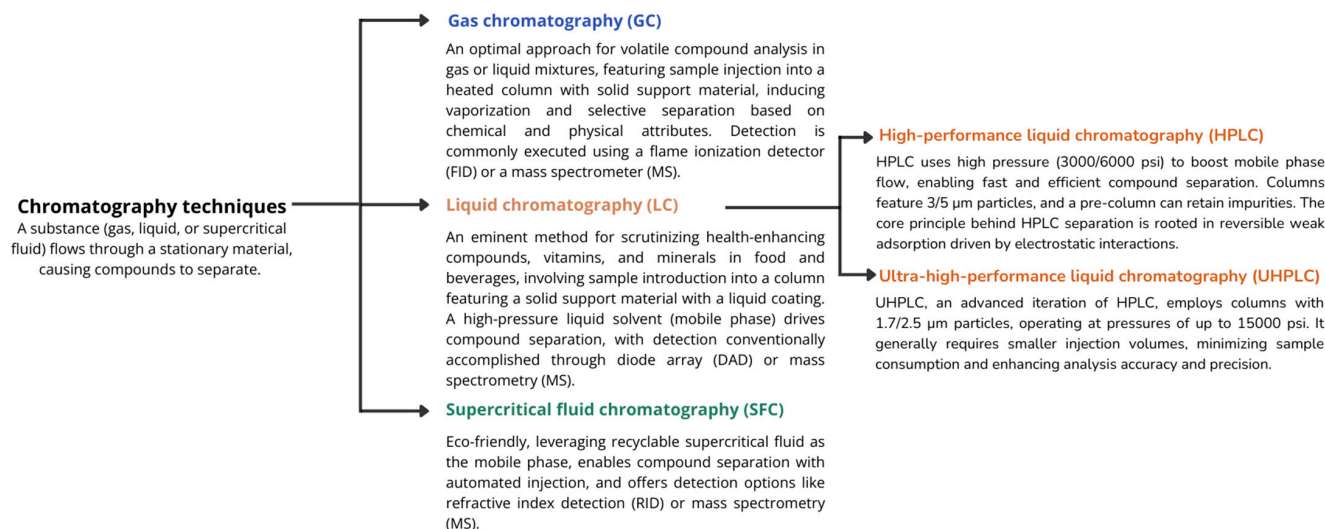 Chromatography techniques
A substance (gas, liquid, or supercritical
fluid) flows through a stationary material,
causing compounds to separate.
Gas chromatography (GC)
An optimal approach for volatile compound analysis in
gas or liquid mixtures, featuring sample injection into a
heated column with solid support material, inducing
vaporization and selective separation based on
chemical and physical attributes. Detection is
commonly executed using a flame ionization detector
(FID) or a mass spectrometer (MS).
Liquid chromatography (LC)
An eminent method for scrutinizing health-enhancing
compounds, vitamins, and minerals in food and
beverages, involving sample introduction into a column
featuring a solid support material with a liquid coating.
A high-pressure liquid solvent (mobile phase) drives
compound separation, with detection conventionally
accomplished through diode array (DAD) or mass
spectrometry (MS).
High-performance liquid chromatography (HPLC)
HPLC uses high pressure (3000/6000 psi) to boost mobile phase
flow, enabling fast and efficient compound separation. Columns
feature 3/5 μm particles, and a pre-column can retain impurities. The
core principle behind HPLC separation is rooted in reversible weak
adsorption driven by electrostatic interactions.
Ultra-high-performance liquid chromatography (UHPLC)
UHPLC, an advanced iteration of HPLC, employs columns with
1.7/2.5 μm particles, operating at pressures of up to 15000 psi. It
generally requires smaller injection volumes, minimizing sample
consumption and enhancing analysis accuracy and precision.
Supercritical fluid chromatography (SFC)
Eco-friendly, leveraging recyclable supercritical fluid as
the mobile phase, enables compound separation with
automated injection, and offers detection options like
refractive index detection (RID) or mass spectrometry
(MS).